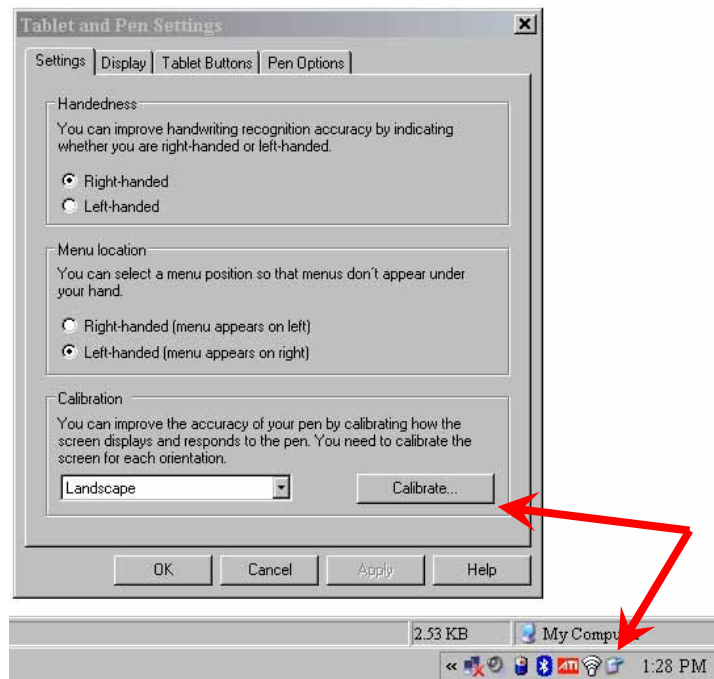 Tablet and Pen Settings
Settings Display Tablet Buttons Pen Options
Handedness
You can improve handwriting recognition accuracy by indicating
whether you are right-handed or left-handed.
Right-handed
Left-handed
Menu location
You can select a menu position so that menus don´t appear under
your hand.
Right-handed (menu appears on left)
Left-handed (menu appears on right)
Calibration
You can improve the accuracy of your pen by calibrating how the
screen displays and responds to the pen. You need to calibrate the
screen for each orientation.
Landscape Calibrate...
OK Cancel Apply Help
2.53 KB My Computer
« ATI 1:28 PM